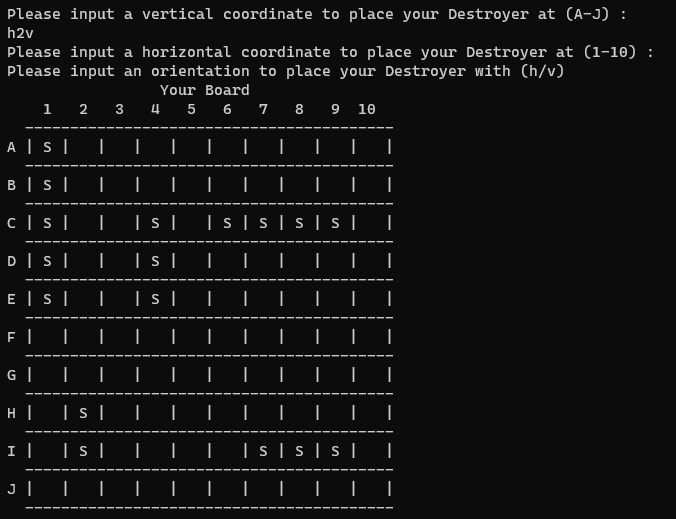 Please input a vertical coordinate to place your Destroyer at (A-J) :
h2v
Please input a horizontal coordinate to place your Destroyer at (1-10) :
Please input an orientation to place your Destroyer with (h/v)
                 Your Board
    1   2   3   4   5   6   7   8   9  10
  -----------------------------------------
A | S |   |   |   |   |   |   |   |   |   |
  -----------------------------------------
B | S |   |   |   |   |   |   |   |   |   |
  -----------------------------------------
C | S |   |   | S |   | S | S | S | S |   |
  -----------------------------------------
D | S |   |   | S |   |   |   |   |   |   |
  -----------------------------------------
E | S |   |   | S |   |   |   |   |   |   |
  -----------------------------------------
F |   |   |   |   |   |   |   |   |   |   |
  -----------------------------------------
G |   |   |   |   |   |   |   |   |   |   |
  -----------------------------------------
H |   | S |   |   |   |   |   |   |   |   |
  -----------------------------------------
I |   | S |   |   |   |   | S | S | S |   |
  -----------------------------------------
J |   |   |   |   |   |   |   |   |   |   |
  -----------------------------------------